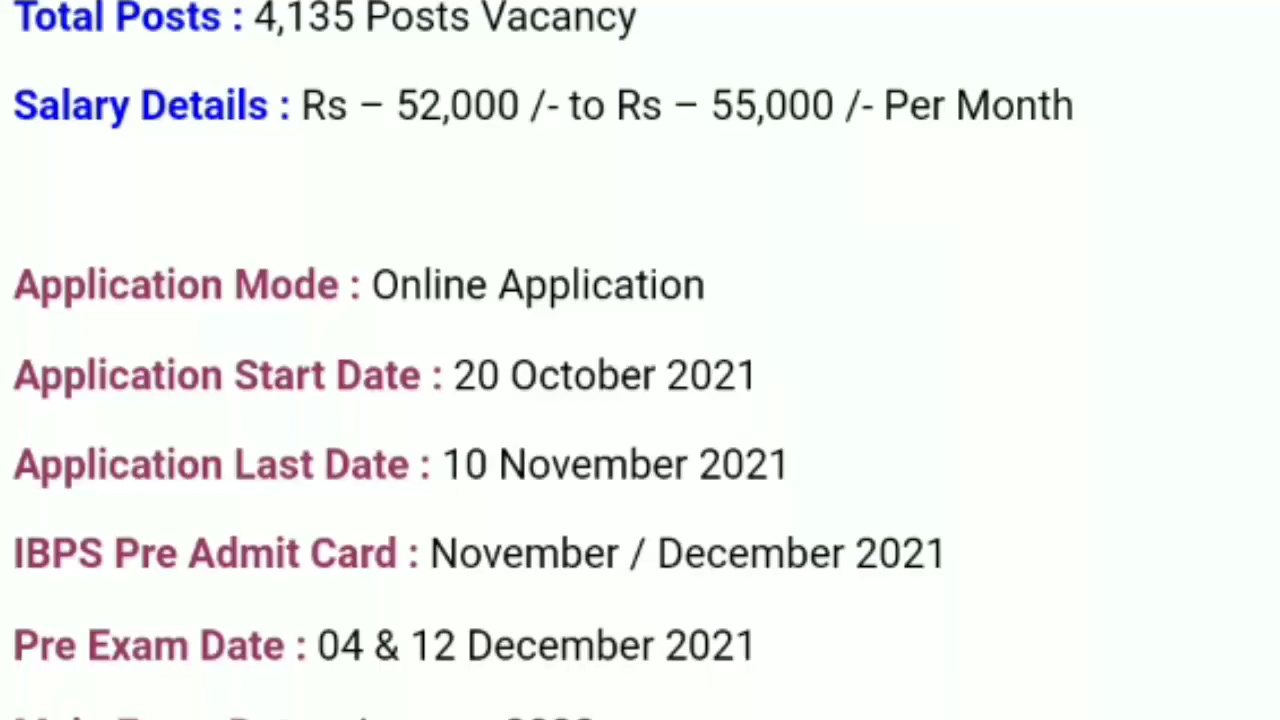 Total Posts : 4,135 Posts Vacancy
Salary Details : Rs – 52,000 /- to Rs – 55,000 /- Per Month
Application Mode : Online Application
Application Start Date : 20 October 2021
Application Last Date : 10 November 2021
IBPS Pre Admit Card : November / December 2021
Pre Exam Date : 04 & 12 December 2021